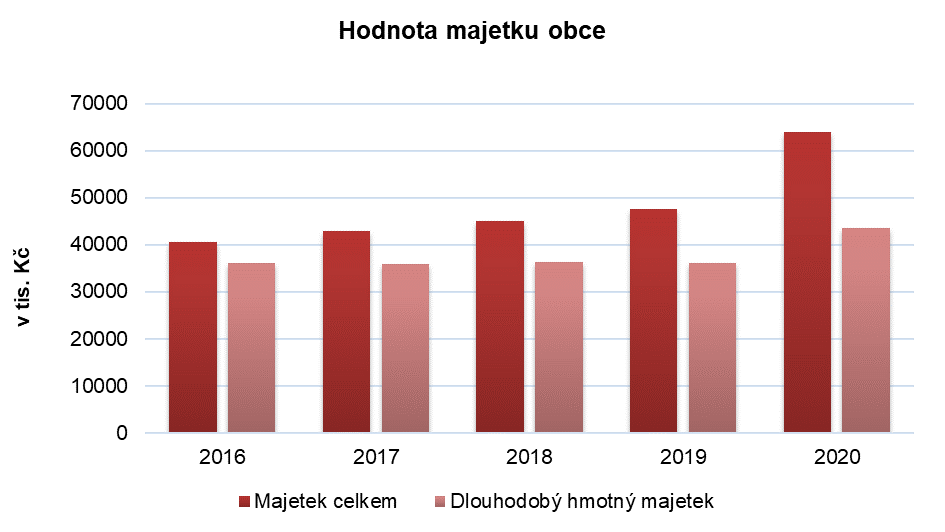 Hodnota majetku obce
70000
60000
50000
40000
30000
20000
10000
0
v tis. Kč
2016 2017 2018 2019 2020
Majetek celkem Dlouhodobý hmotný majetek